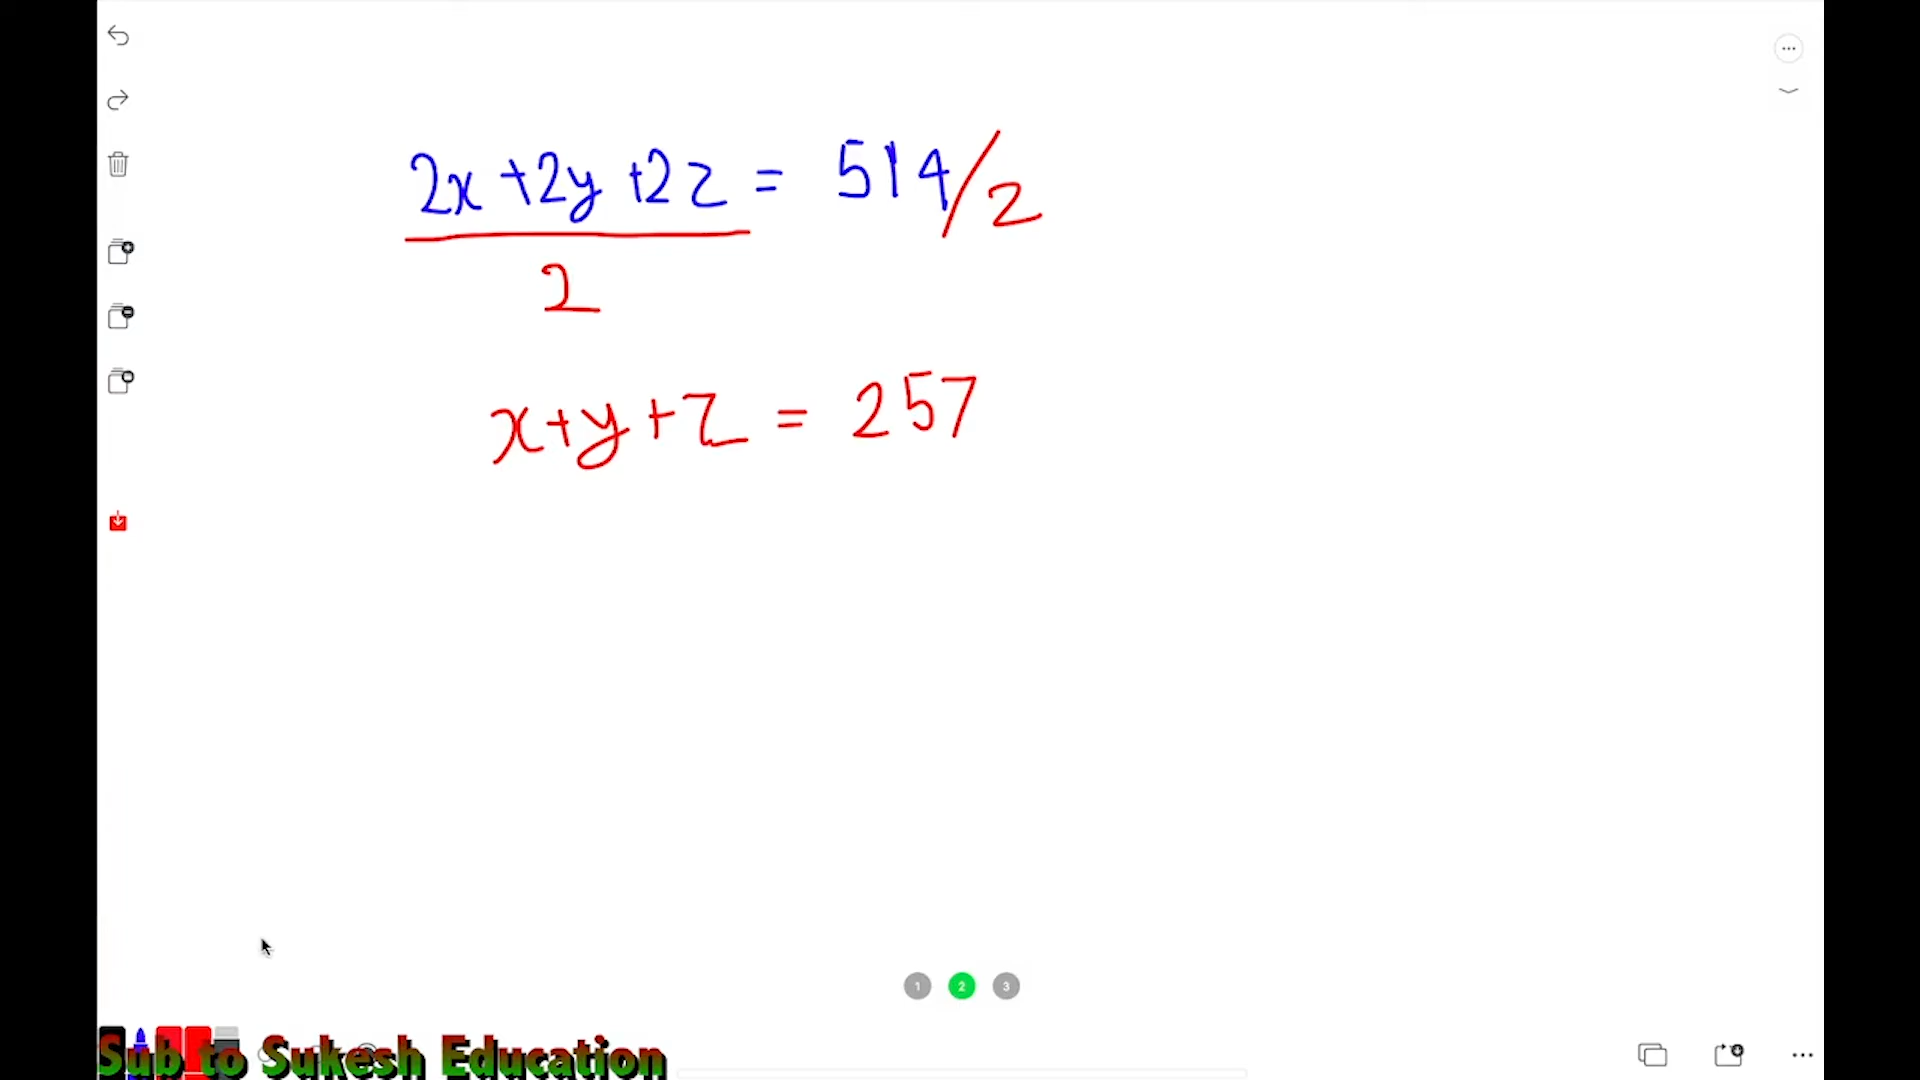 2x + 2y + 2z = 514/2
2
x + y + z = 257
1 2 3
Sub to Sukesh Education